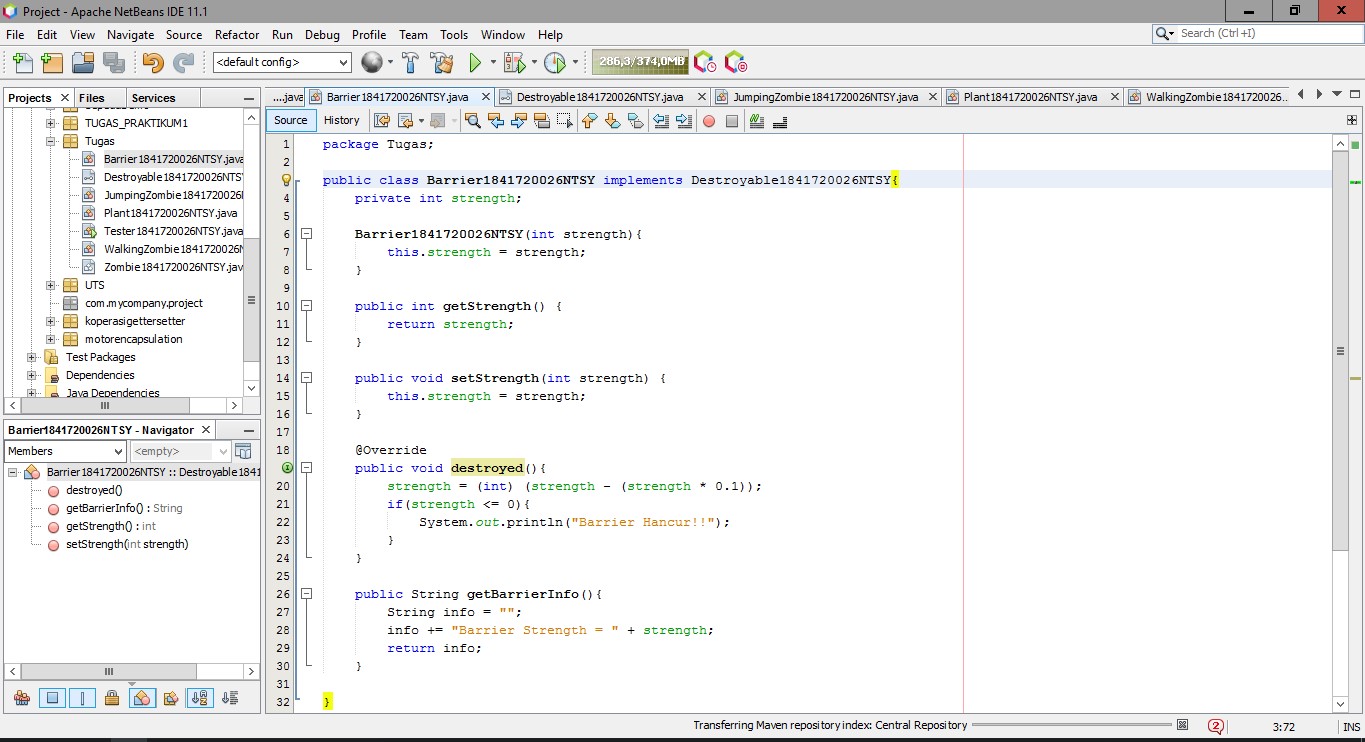 Project - Apache NetBeans IDE 11.1
File Edit View Navigate Source Refactor Run Debug Profile Team Tools Window Help
Search (Ctrl+I)
<default config>
286,3/374,0MB
Projects Files Services
TUGAS_PRAKTIKUM1
Tugas
Barrier1841720026NTSY.java
Destroyable1841720026NTS
JumpingZombie1841720026
Plant1841720026NTSY.java
Tester1841720026NTSY.java
WalkingZombie1841720026N
Zombie1841720026NTSY.jav
UTS
com.mycompany.project
koperasigettersetter
motorencapsulation
Test Packages
Dependencies
Java Dependencies
Barrier1841720026NTSY - Navigator
Members <empty>
Barrier1841720026NTSY :: Destroyable1841
destroyed()
getBarrierInfo() : String
getStrength() : int
setStrength(int strength)
....java Barrier1841720026NTSY.java Destroyable1841720026NTSY.java JumpingZombie1841720026NTSY.java Plant1841720026NTSY.java WalkingZombie1841720026...
Source History
1 package Tugas;
2
public class Barrier1841720026NTSY implements Destroyable1841720026NTSY{
4 private int strength;
5
6 Barrier1841720026NTSY(int strength){
7 this.strength = strength;
8 }
9
10 public int getStrength() {
11 return strength;
12 }
13
14 public void setStrength(int strength) {
15 this.strength = strength;
16 }
17
18 @Override
public void destroyed(){
20 strength = (int) (strength - (strength * 0.1));
21 if(strength <= 0){
22 System.out.println("Barrier Hancur!!");
23 }
24 }
25
26 public String getBarrierInfo(){
27 String info = "";
28 info += "Barrier Strength = " + strength;
29 return info;
30 }
31
32 }
Transferring Maven repository index: Central Repository
2
3:72
INS